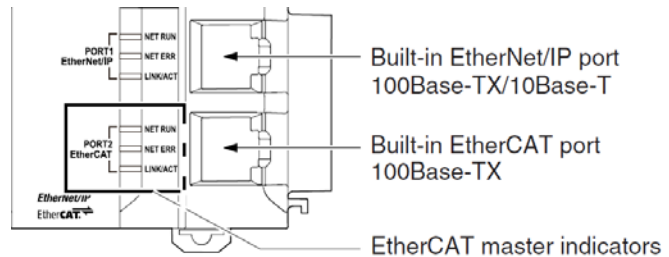 PORT1
EtherNet/IP
NET RUN
NET ERR
LINK/ACT
Built-in EtherNet/IP port
100Base-TX/10Base-T
PORT2
EtherCAT
NET RUN
NET ERR
LINK/ACT
Built-in EtherCAT port
100Base-TX
EtherNet/IP
EtherCAT
EtherCAT master indicators